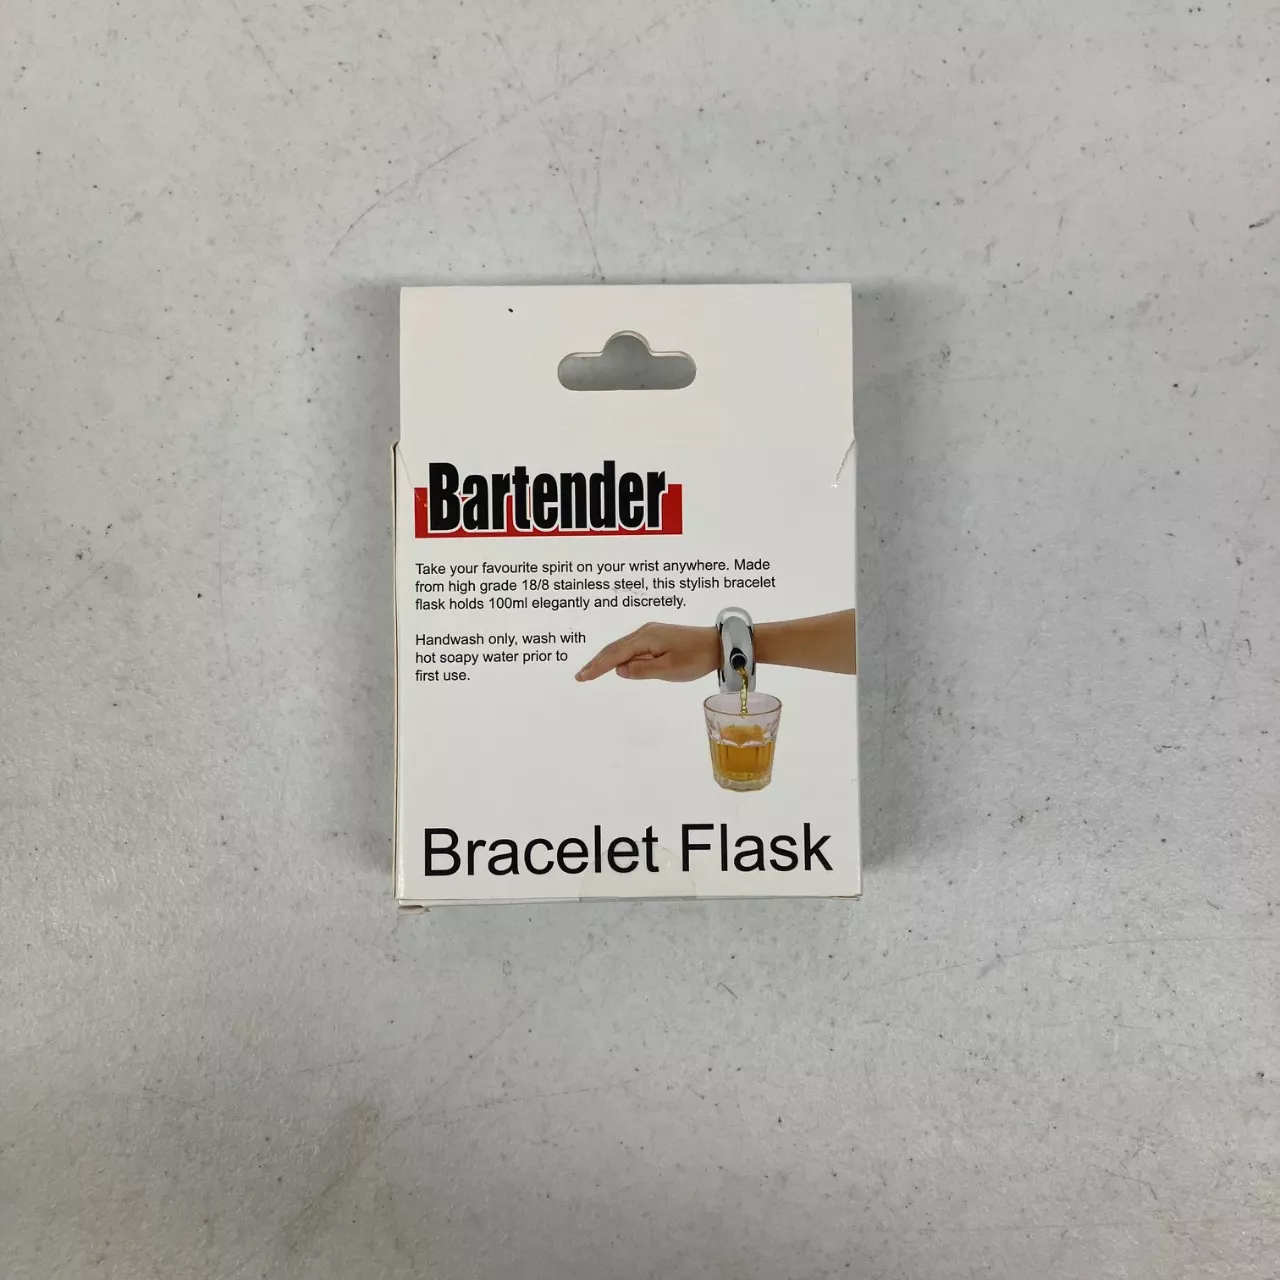 Bartender
Take your favourite spirit on your wrist anywhere. Made
from high grade 18/8 stainless steel, this stylish bracelet
flask holds 100ml elegantly and discretely.
Handwash only, wash with
hot soapy water prior to
first use.
Bracelet Flask